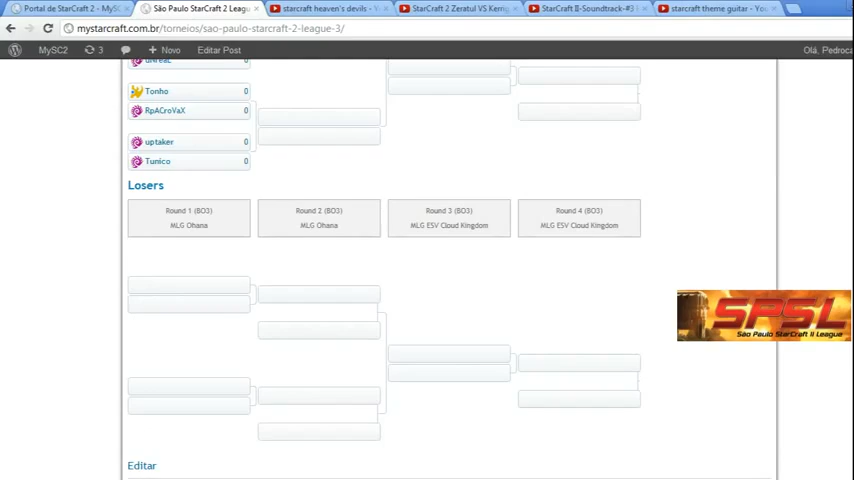 Portal de StarCraft 2 - MySC
São Paulo StarCraft 2 Leagu
starcraft heaven's devils - Y
StarCraft 2 Zeratul VS Kerrig
StarCraft II-Soundtrack-#3
starcraft theme guitar - You
mystarcraft.com.br/torneios/sao-paulo-starcraft-2-league-3/
MySC2 3 Novo Editar Post Olá, Pedroca
uNreaL 0
Tonho 0
RpACroVaX 0
uptaker 0
Tunico 0
Losers
Round 1 (BO3) Round 2 (BO3) Round 3 (BO3) Round 4 (BO3)
MLG Ohana MLG Ohana MLG ESV Cloud Kingdom MLG ESV Cloud Kingdom
SPSL
São Paulo StarCraft II League
Editar